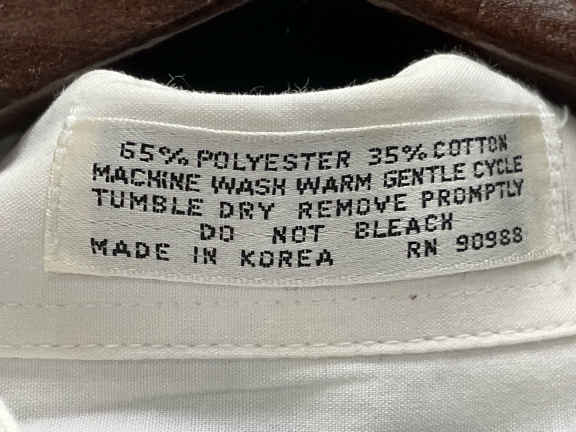 65% POLYESTER 35% COTTON
MACHINE WASH WARM GENTLE CYCLE
TUMBLE DRY REMOVE PROMPTLY
DO NOT BLEACH
MADE IN KOREA RN 90988